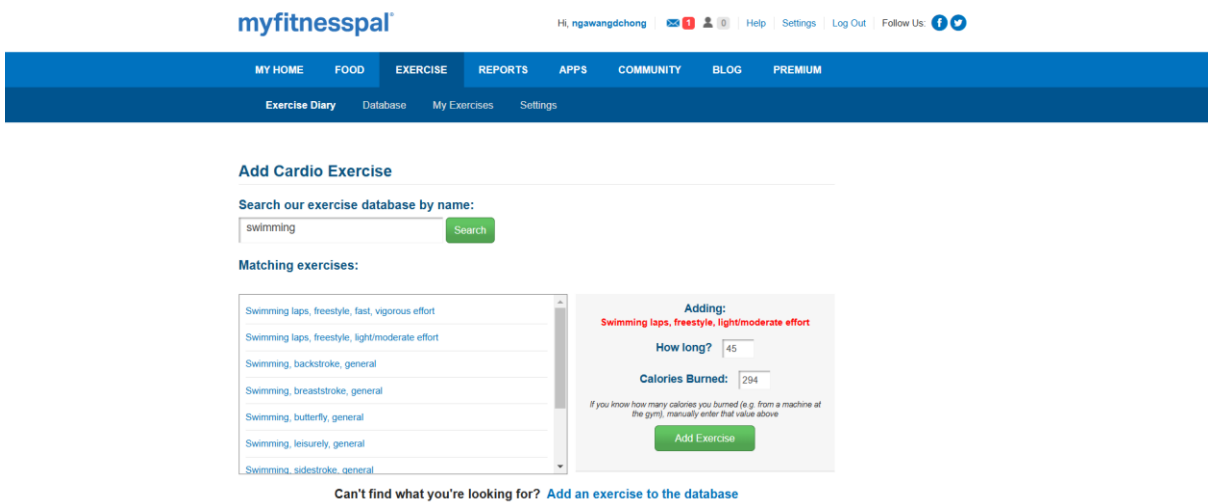 myfitnesspal
Hi, ngawangdchong 1 0 Help Settings Log Out Follow Us:
MY HOME FOOD EXERCISE REPORTS APPS COMMUNITY BLOG PREMIUM
Exercise Diary Database My Exercises Settings
Add Cardio Exercise
Search our exercise database by name:
swimming Search
Matching exercises:
Swimming laps, freestyle, fast, vigorous effort
Swimming laps, freestyle, light/moderate effort
Swimming, backstroke, general
Swimming, breaststroke, general
Swimming, butterfly, general
Swimming, leisurely, general
Swimming, sidestroke, general
Adding:
Swimming laps, freestyle, light/moderate effort
How long? 45
Calories Burned: 294
If you know how many calories you burned (e.g. from a machine at
the gym), manually enter that value above
Add Exercise
Can't find what you're looking for? Add an exercise to the database